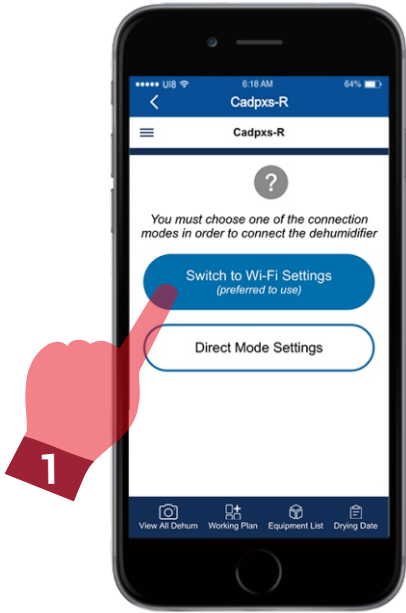 UI8 6:18 AM 64%
Cadpxs-R
Cadpxs-R
?
You must choose one of the connection
modes in order to connect the dehumidifier
Switch to Wi-Fi Settings
(preferred to use)
Direct Mode Settings
1
View All Dehum Working Plan Equipment List Drying Date